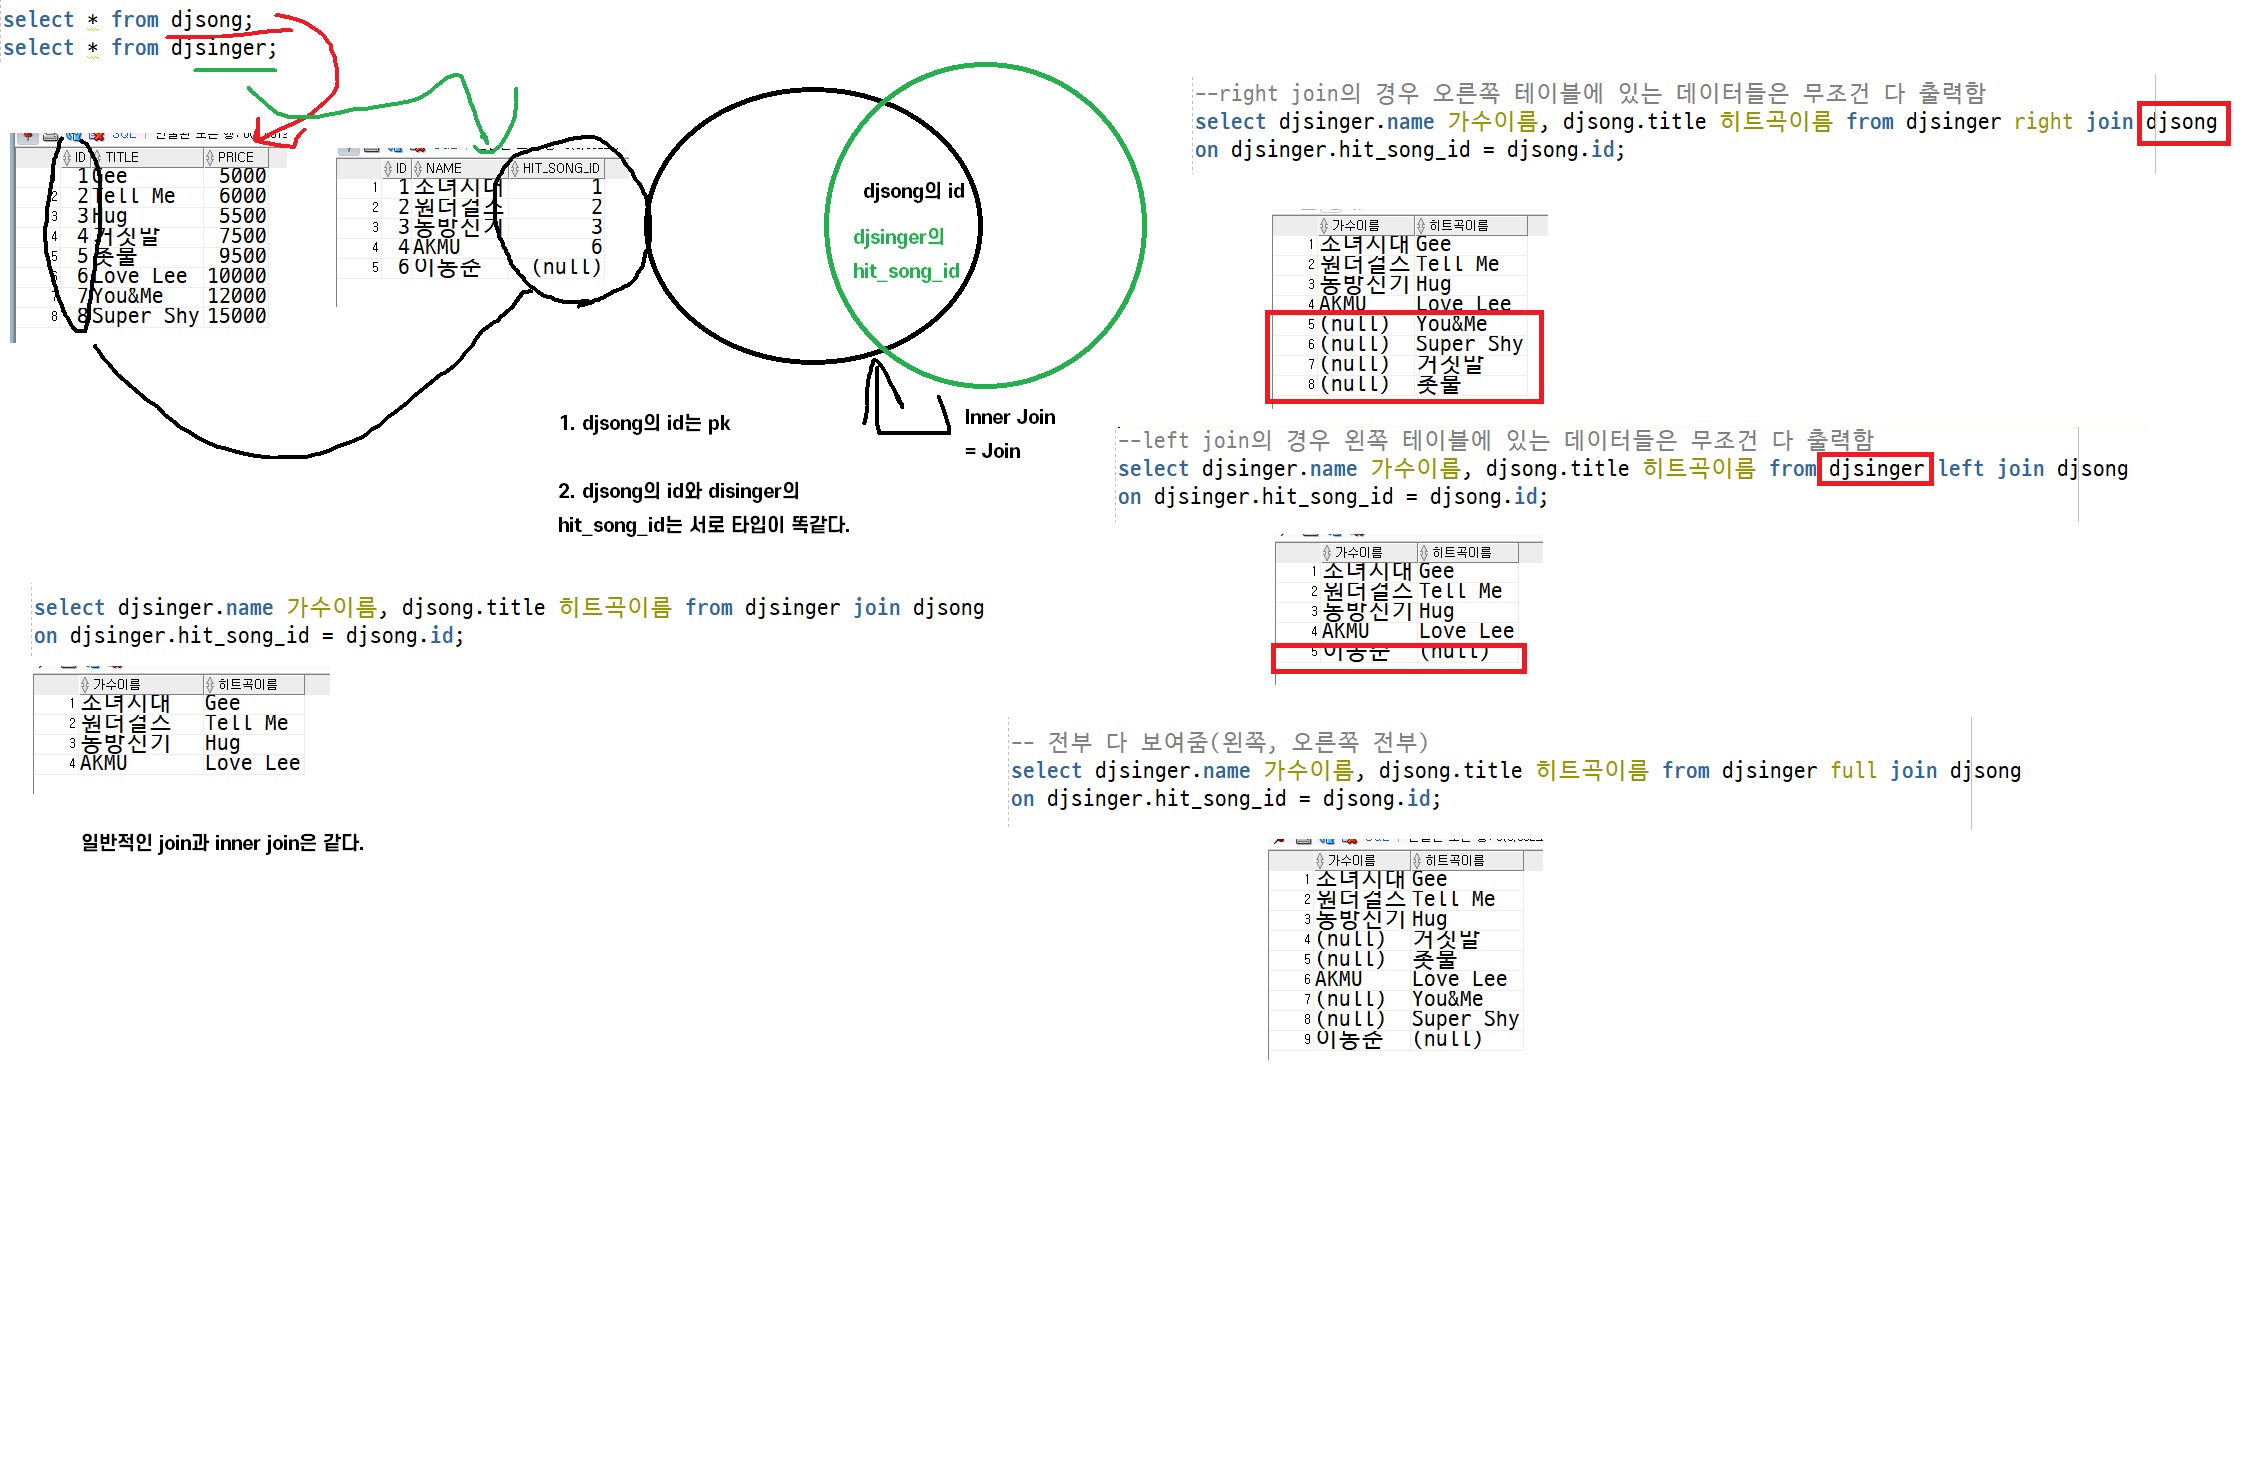 select * from djsong;
select * from djsinger;
ID TITLE PRICE
1 Gee 5000
2 2 Tell Me 6000
3 3 Hug 5500
4 4 거짓말 7500
5 5 촛물 9500
6 6 Love Lee 10000
7 7 You&Me 12000
8 8 Super Shy 15000
ID NAME HIT_SONG_ID
1 1 소녀시대 1
2 2 원더걸스 2
3 3 동방신기 3
4 4 AKMU 6
5 6 이동준 (null)
djsong의 id
djsinger의
hit_song_id
Inner Join
= Join
1. djsong의 id는 pk
2. djsong의 id와 disinger의
hit_song_id는 서로 타입이 똑같다.
select djsinger.name 가수이름, djsong.title 히트곡이름 from djsinger join djsong
on djsinger.hit_song_id = djsong.id;
가수이름 히트곡이름
1 소녀시대 Gee
2 원더걸스 Tell Me
3 동방신기 Hug
4 AKMU Love Lee
일반적인 join과 inner join은 같다.
--right join의 경우 오른쪽 테이블에 있는 데이터들은 무조건 다 출력함
select djsinger.name 가수이름, djsong.title 히트곡이름 from djsinger right join djsong
on djsinger.hit_song_id = djsong.id;
가수이름 히트곡이름
1 소녀시대 Gee
2 원더걸스 Tell Me
3 동방신기 Hug
4 AKMU Love Lee
5 (null) You&Me
6 (null) Super Shy
7 (null) 거짓말
8 (null) 촛물
--left join의 경우 왼쪽 테이블에 있는 데이터들은 무조건 다 출력함
select djsinger.name 가수이름, djsong.title 히트곡이름 from djsinger left join djsong
on djsinger.hit_song_id = djsong.id;
가수이름 히트곡이름
1 소녀시대 Gee
2 원더걸스 Tell Me
3 동방신기 Hug
4 AKMU Love Lee
5 이동준 (null)
-- 전부 다 보여줌(왼쪽, 오른쪽 전부)
select djsinger.name 가수이름, djsong.title 히트곡이름 from djsinger full join djsong
on djsinger.hit_song_id = djsong.id;
가수이름 히트곡이름
1 소녀시대 Gee
2 원더걸스 Tell Me
3 동방신기 Hug
4 (null) 거짓말
5 (null) 촛물
6 AKMU Love Lee
7 (null) You&Me
8 (null) Super Shy
9 이동준 (null)